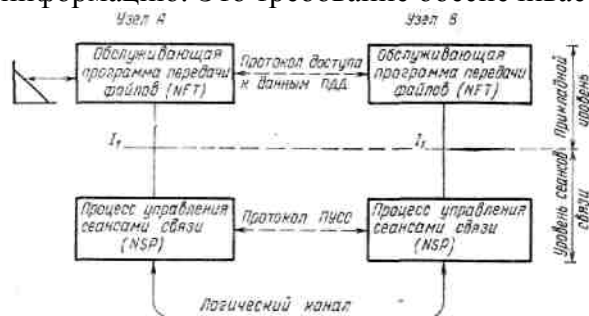 информацию. Это требование обеспечивае
Узел А
Узел В
Обслуживающая
программа передачи
файлов (NFT)
Протокол доступа
к данным ПДД
Обслуживающая
программа передачи
файлов (NFT)
Прикладной
уровень
I₁
I₁
Процесс управления
сеансами связи
(NSP)
Протокол ПУСС
Процесс управления
сеансами связи
(NSP)
Уровень сеансов
связи
Логический канал